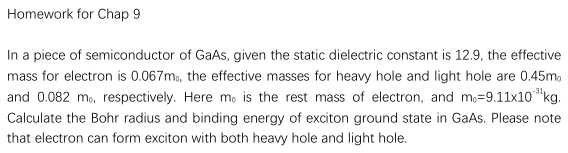 Homework for Chap 9
In a piece of semiconductor of GaAs, given the static dielectric constant is 12.9, the effective
mass for electron is 0.067m₀, the effective masses for heavy hole and light hole are 0.45m₀
and 0.082 m₀, respectively. Here m₀ is the rest mass of electron, and m₀=9.11x10⁻³¹kg.
Calculate the Bohr radius and binding energy of exciton ground state in GaAs. Please note
that electron can form exciton with both heavy hole and light hole.